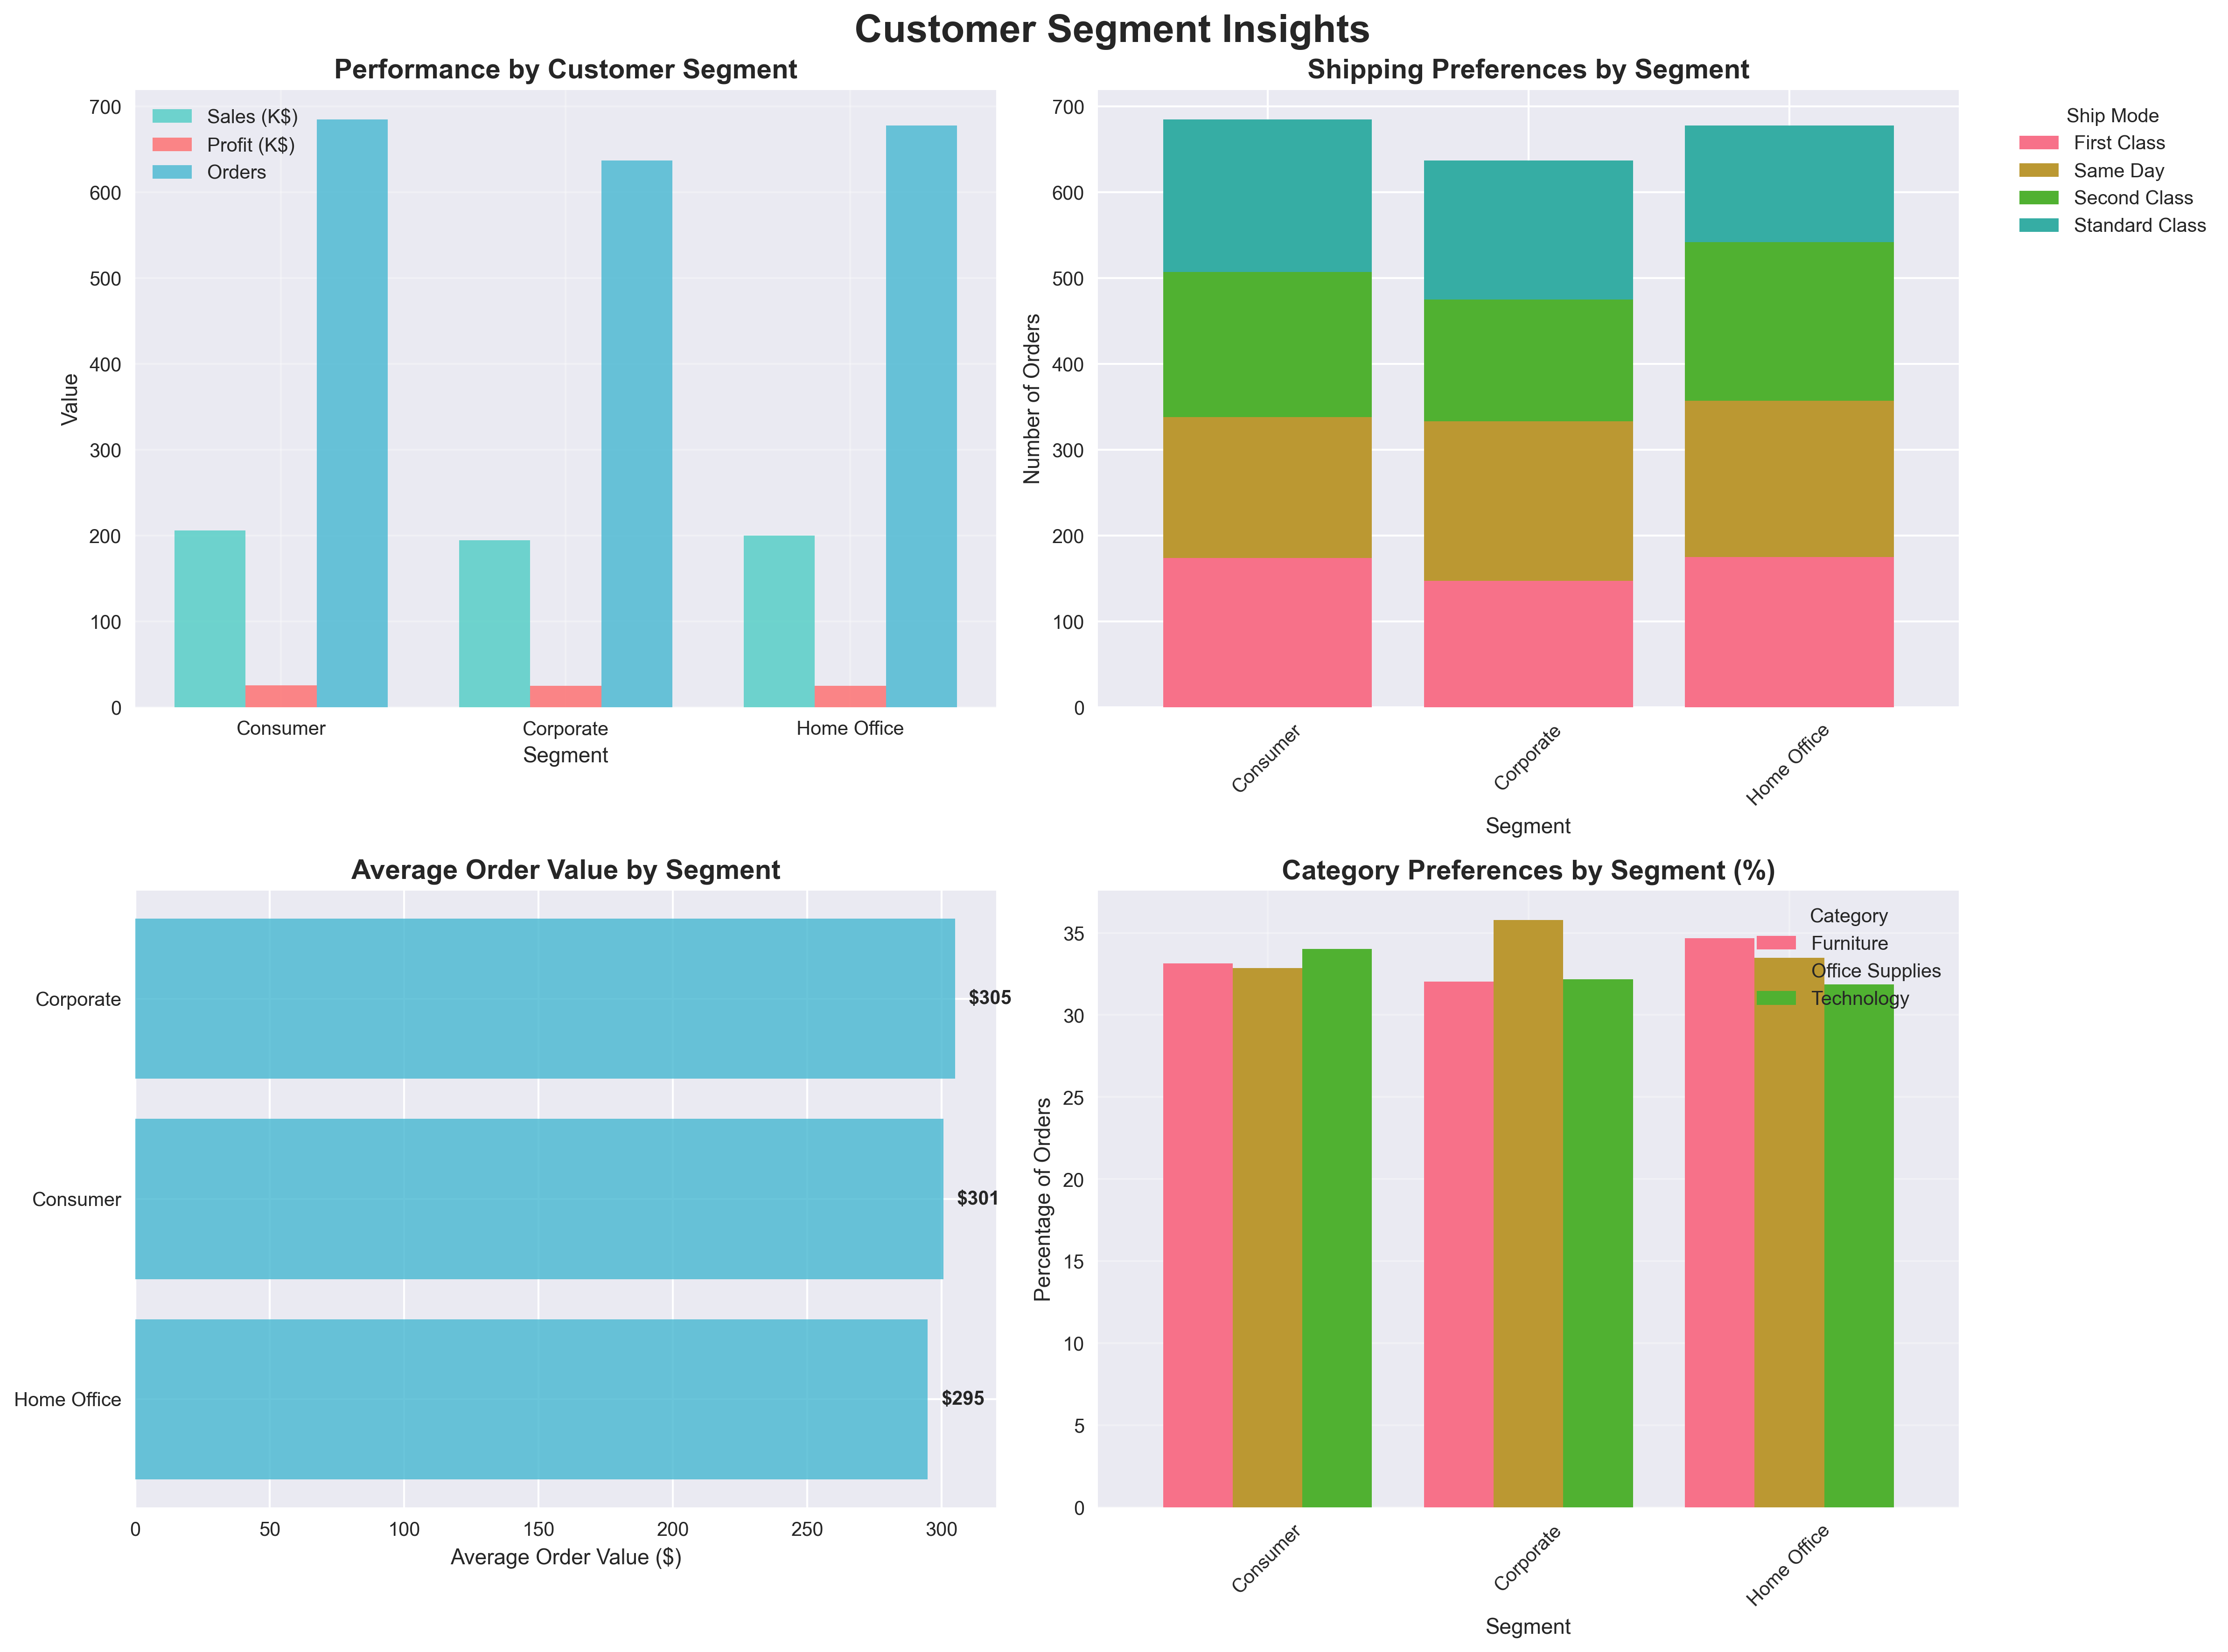 Customer Segment Insights
Performance by Customer Segment
Sales (K$)
Profit (K$)
Orders
700
600
500
400
300
200
100
0
Value
Consumer
Corporate
Home Office
Segment
Shipping Preferences by Segment
Ship Mode
First Class
Same Day
Second Class
Standard Class
700
600
500
400
300
200
100
0
Number of Orders
Consumer
Corporate
Home Office
Segment
Average Order Value by Segment
Corporate
$305
Consumer
$301
Home Office
$295
0
50
100
150
200
250
300
Average Order Value ($)
Category Preferences by Segment (%)
Category
Furniture
Office Supplies
Technology
35
30
25
20
15
10
5
0
Percentage of Orders
Consumer
Corporate
Home Office
Segment